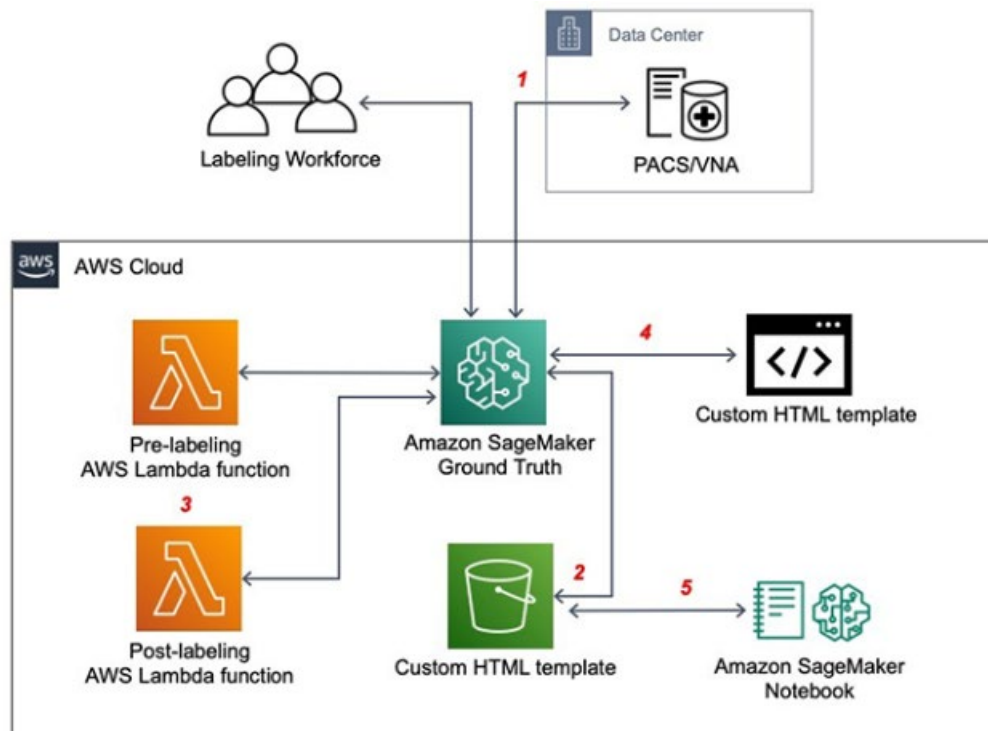 Data Center
1
PACS/VNA
Labeling Workforce
aws
AWS Cloud
4
</>
Custom HTML template
Pre-labeling
AWS Lambda function
Amazon SageMaker
Ground Truth
3
2
5
Post-labeling
AWS Lambda function
Custom HTML template
Amazon SageMaker
Notebook